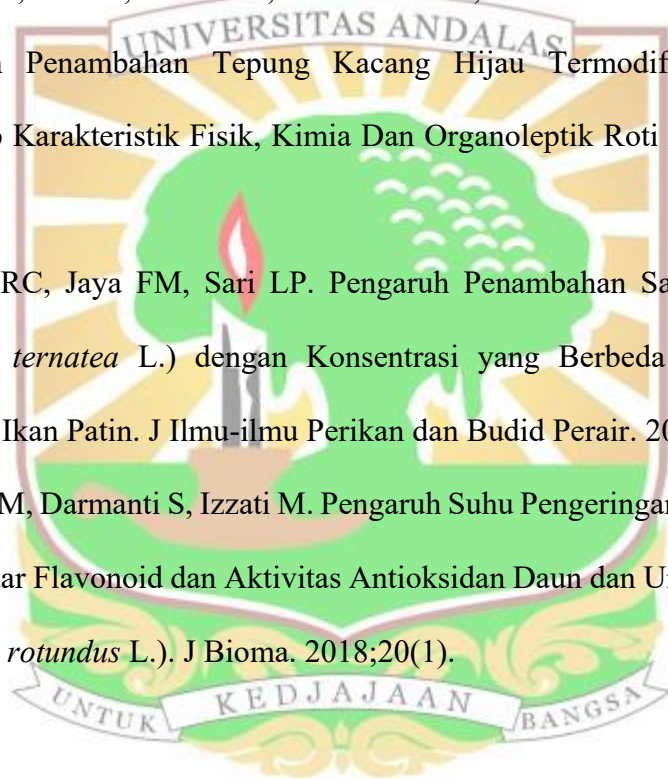 UNIVERSITAS ANDALAS
Penambahan Tepung Kacang Hijau Termodif
Karakteristik Fisik, Kimia Dan Organoleptik Roti
RC, Jaya FM, Sari LP. Pengaruh Penambahan Sa
ternatea L.) dengan Konsentrasi yang Berbeda
Ikan Patin. J Ilmu-ilmu Perikan dan Budid Perair. 20
M, Darmanti S, Izzati M. Pengaruh Suhu Pengeringan
ar Flavonoid dan Aktivitas Antioksidan Daun dan U
rotundus L.). J Bioma. 2018;20(1).
UNTUK KEDJAJAAN BANGSA